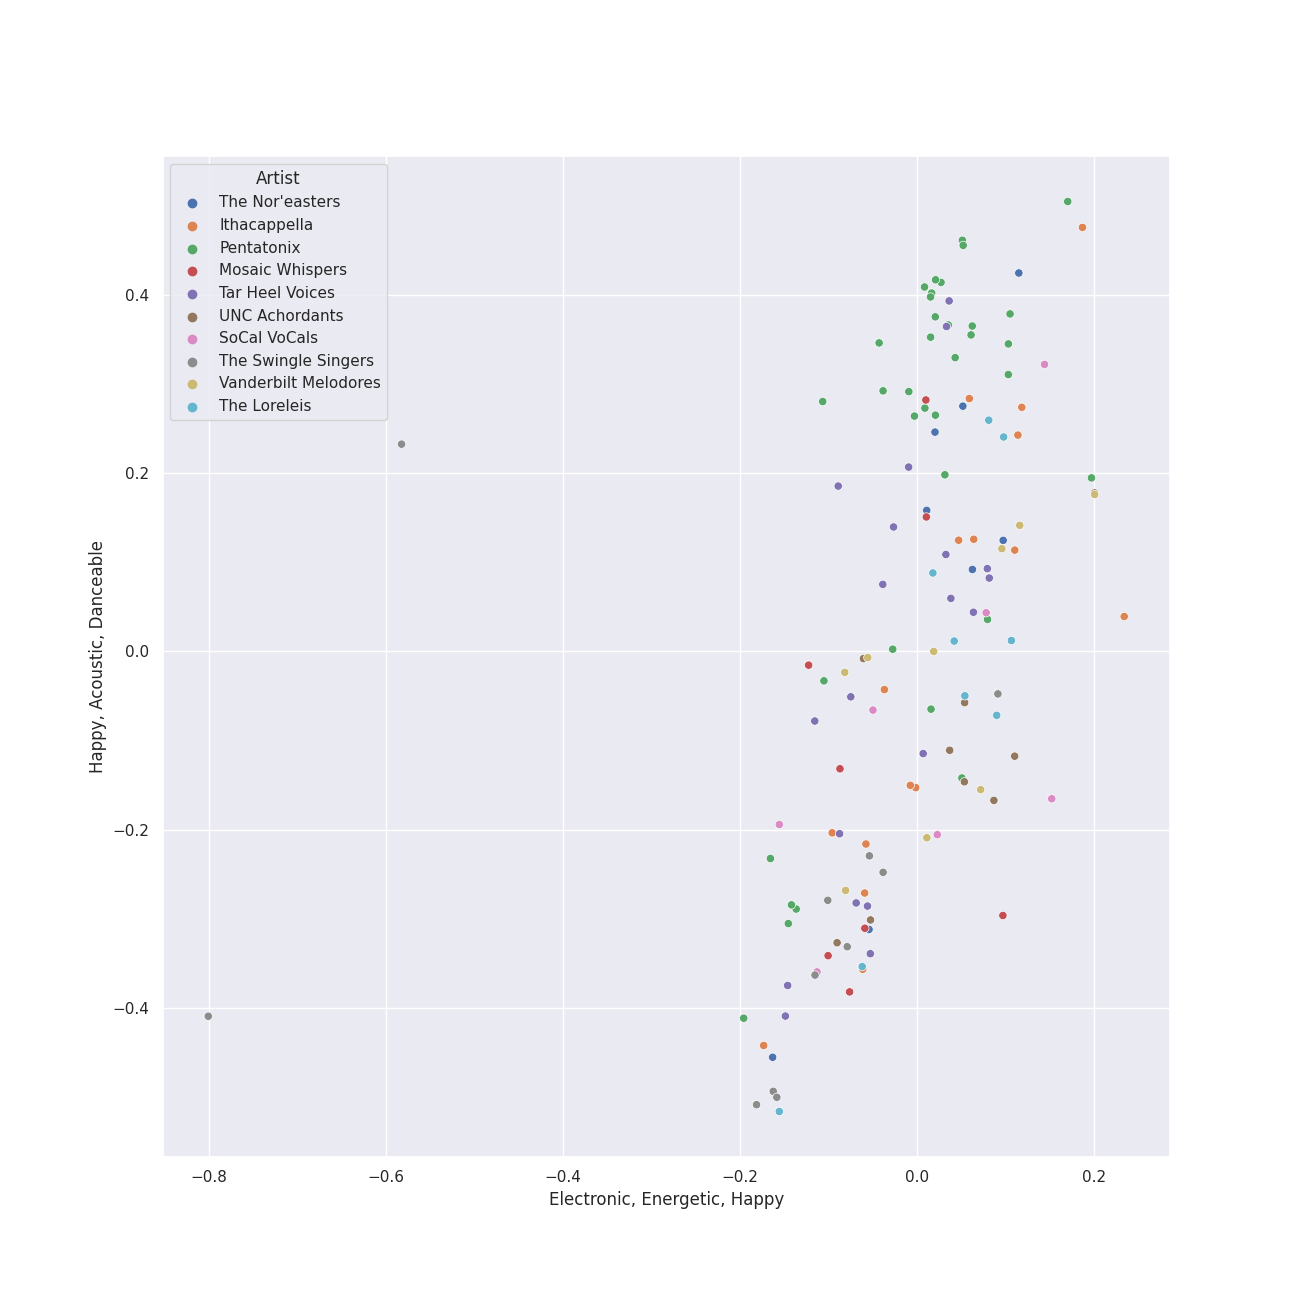 Artist
The Nor'easters
Ithacappella
Pentatonix
Mosaic Whispers
Tar Heel Voices
UNC Achordants
SoCal VoCals
The Swingle Singers
Vanderbilt Melodores
The Loreleis
0.4
0.2
0.0
−0.2
−0.4
Happy, Acoustic, Danceable
−0.8
−0.6
−0.4
−0.2
0.0
0.2
Electronic, Energetic, Happy